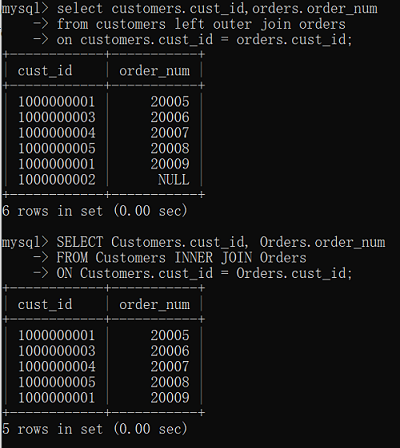 mysql> select customers.cust_id,orders.order_num
    -> from customers left outer join orders
    -> on customers.cust_id = orders.cust_id;
+------------+-----------+
| cust_id    | order_num |
+------------+-----------+
| 1000000001 |     20005 |
| 1000000003 |     20006 |
| 1000000004 |     20007 |
| 1000000005 |     20008 |
| 1000000001 |     20009 |
| 1000000002 |      NULL |
+------------+-----------+
6 rows in set (0.00 sec)

mysql> SELECT Customers.cust_id, Orders.order_num
    -> FROM Customers INNER JOIN Orders
    -> ON Customers.cust_id = Orders.cust_id;
+------------+-----------+
| cust_id    | order_num |
+------------+-----------+
| 1000000001 |     20005 |
| 1000000003 |     20006 |
| 1000000004 |     20007 |
| 1000000005 |     20008 |
| 1000000001 |     20009 |
+------------+-----------+
5 rows in set (0.00 sec)